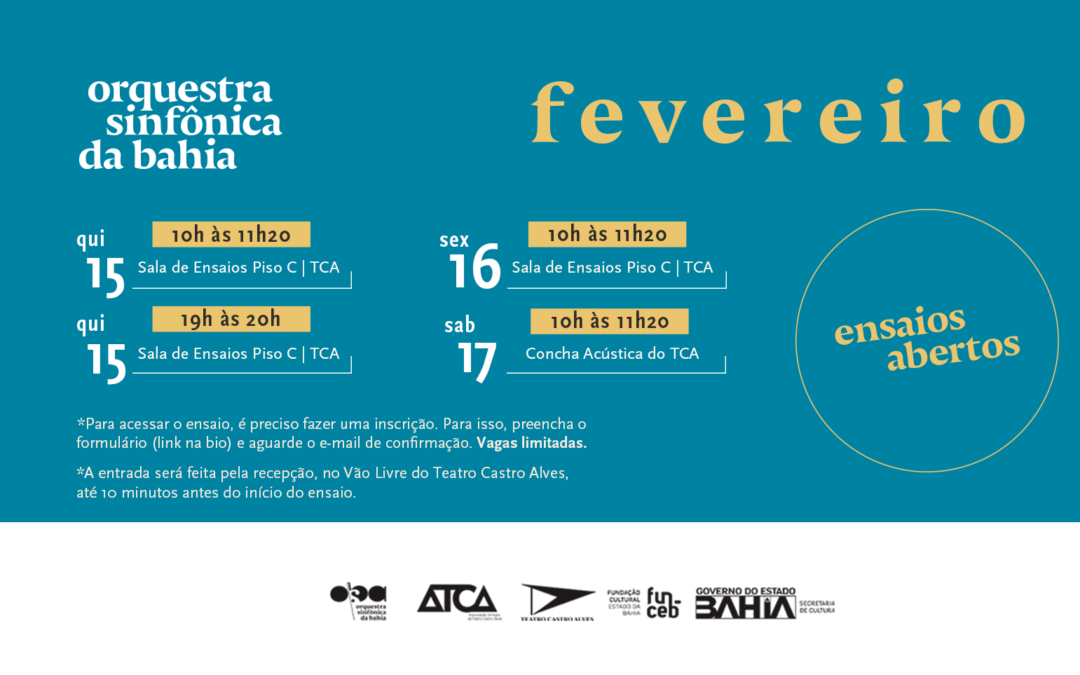 orquestra
sinfônica
da bahia
fevereiro
qui
15
10h às 11h20
Sala de Ensaios Piso C | TCA
sex
16
10h às 11h20
Sala de Ensaios Piso C | TCA
qui
15
19h às 20h
Sala de Ensaios Piso C | TCA
sab
17
10h às 11h20
Concha Acústica do TCA
ensaios
abertos
*Para acessar o ensaio, é preciso fazer uma inscrição. Para isso, preencha o
formulário (link na bio) e aguarde o e-mail de confirmação. Vagas limitadas.
*A entrada será feita pela recepção, no Vão Livre do Teatro Castro Alves,
até 10 minutos antes do início do ensaio.
orquestra
sinfônica
da bahia
ATCA
TEATRO CASTRO ALVES
FUNDAÇÃO
CULTURAL
ESTADO DA
BAHIA
fun-
ceb
GOVERNO DO ESTADO
BAHIA
SECRETARIA
DE CULTURA